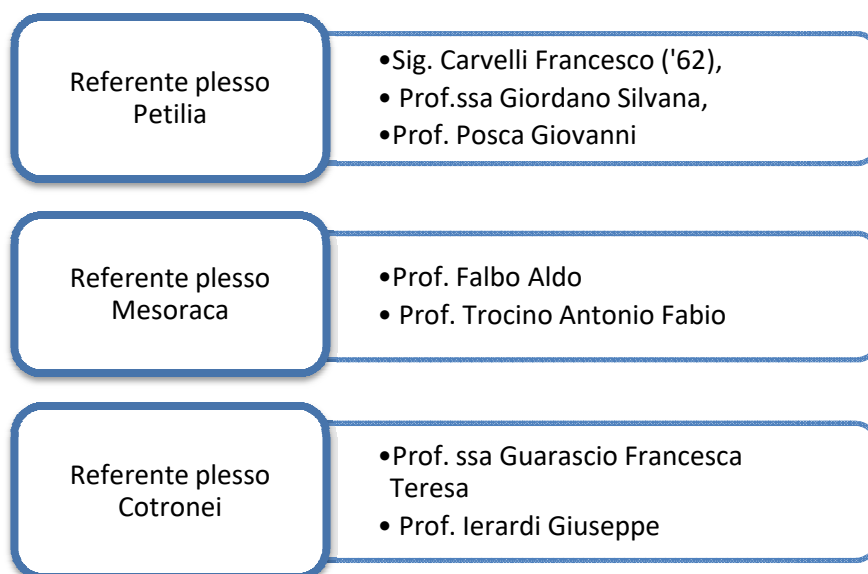 Referente plesso
Petilia
•Sig. Carvelli Francesco ('62),
• Prof.ssa Giordano Silvana,
•Prof. Posca Giovanni
Referente plesso
Mesoraca
•Prof. Falbo Aldo
• Prof. Trocino Antonio Fabio
Referente plesso
Cotronei
•Prof. ssa Guarascio Francesca
Teresa
• Prof. Ierardi Giuseppe